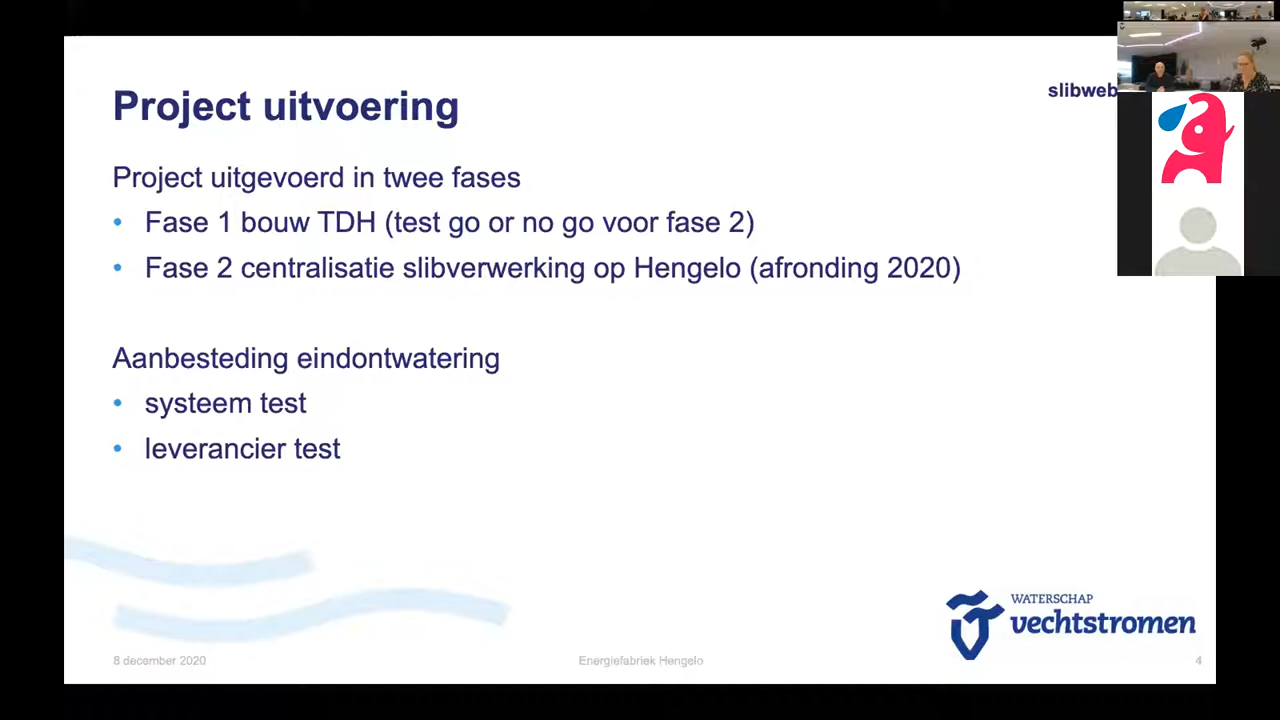 Project uitvoering
slibweb
Project uitgevoerd in twee fases
• Fase 1 bouw TDH (test go or no go voor fase 2)
• Fase 2 centralisatie slibverwerking op Hengelo (afronding 2020)
Aanbesteding eindontwatering
• systeem test
• leverancier test
WATERSCHAP
vechtstromen
8 december 2020
Energiefabriek Hengelo
4